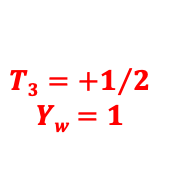 T₃ = +1/2
Y_w = 1